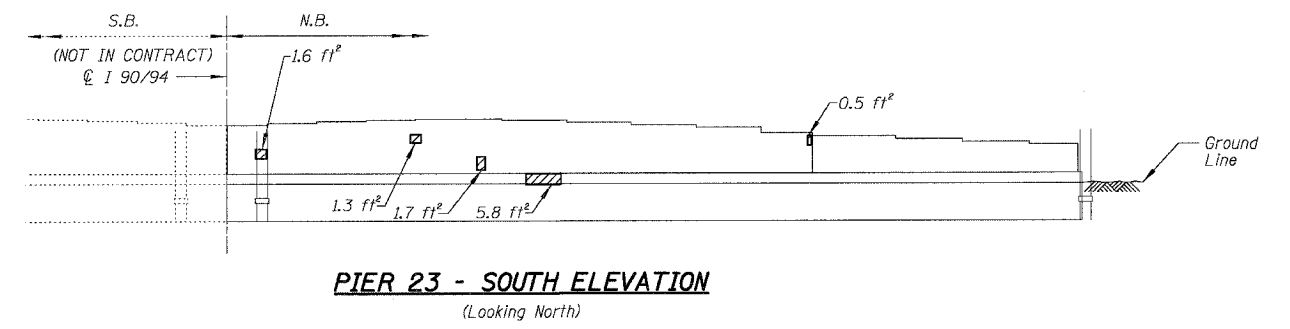 S.B.
N.B.
(NOT IN CONTRACT)
℄ I 90/94
1.6 ft²
0.5 ft²
Ground
Line
1.3 ft²
1.7 ft²
5.8 ft²
PIER 23 - SOUTH ELEVATION
(Looking North)